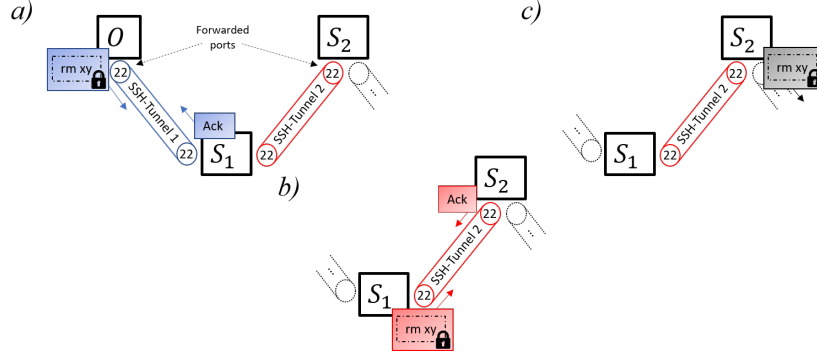 a)
O
Forwarded
ports
S₂
rm xy
22
22
SSH-Tunnel 1
SSH-Tunnel 2
Ack
22
22
S₁
b)
S₂
Ack
22
...
SSH-Tunnel 2
...
S₁
22
rm xy
c)
S₂
rm xy
22
...
SSH-Tunnel 2
...
S₁
22
...